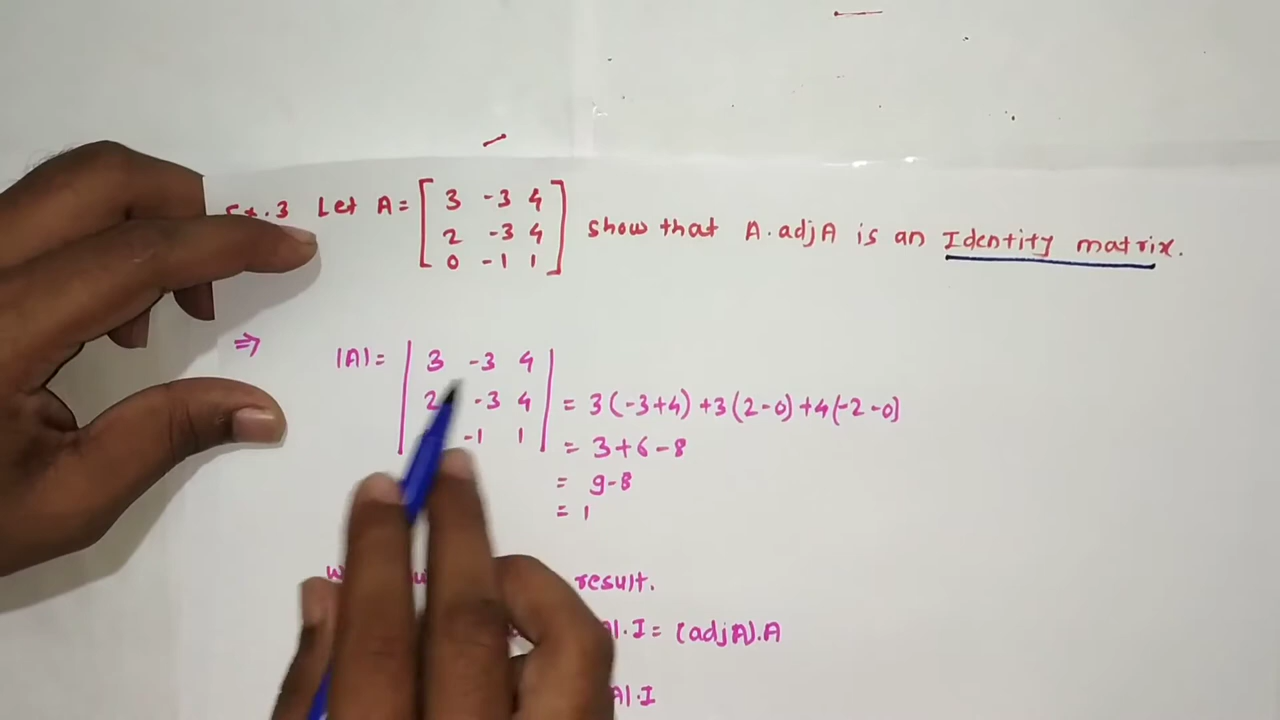 Ex.3 Let A = [ 3 -3 4
2 -3 4
0 -1 1 ] show that A.adjA is an Identity matrix.
⇒ |A| = | 3 -3 4 |
| 2 -3 4 | = 3(-3+4) +3(2-0) +4(-2-0)
| -1 1 | = 3+6-8
= 9-8
= 1
result.
A|.I = (adjA).A
A|.I